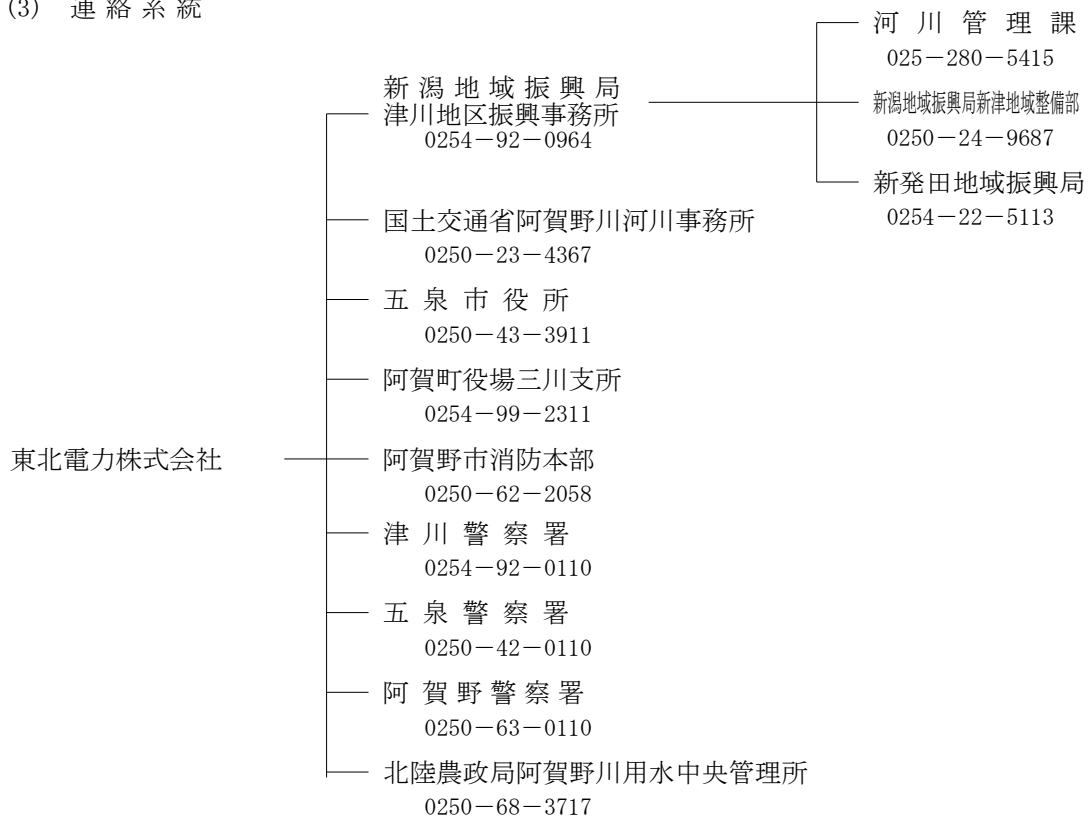 (3) 連絡系統
東北電力株式会社
新潟地域振興局
津川地区振興事務所
0254-92-0964
河川管理課
025-280-5415
新潟地域振興局新津地域整備部
0250-24-9687
新発田地域振興局
0254-22-5113
国土交通省阿賀野川河川事務所
0250-23-4367
五泉市役所
0250-43-3911
阿賀町役場三川支所
0254-99-2311
阿賀野市消防本部
0250-62-2058
津川警察署
0254-92-0110
五泉警察署
0250-42-0110
阿賀野警察署
0250-63-0110
北陸農政局阿賀野川用水中央管理所
0250-68-3717